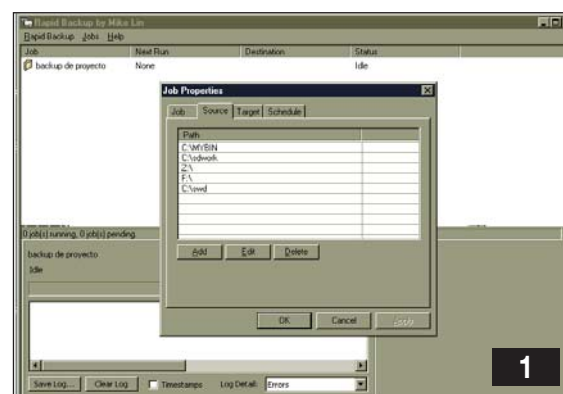 Rapid Backup by Mike Lin
Rapid Backup Jobs Help
Job Next Run Destination Status
backup de proyecto None Idle
Job Properties
Job Source Target Schedule
Path
C:\MYBIN
C:\sdwork
Z:\
F:\
C:\swd
Add Edit Delete
OK Cancel Apply
0 job(s) running, 0 job(s) pending.
backup de proyecto
Idle
Save Log... Clear Log Timestamps Log Detail: Errors
1